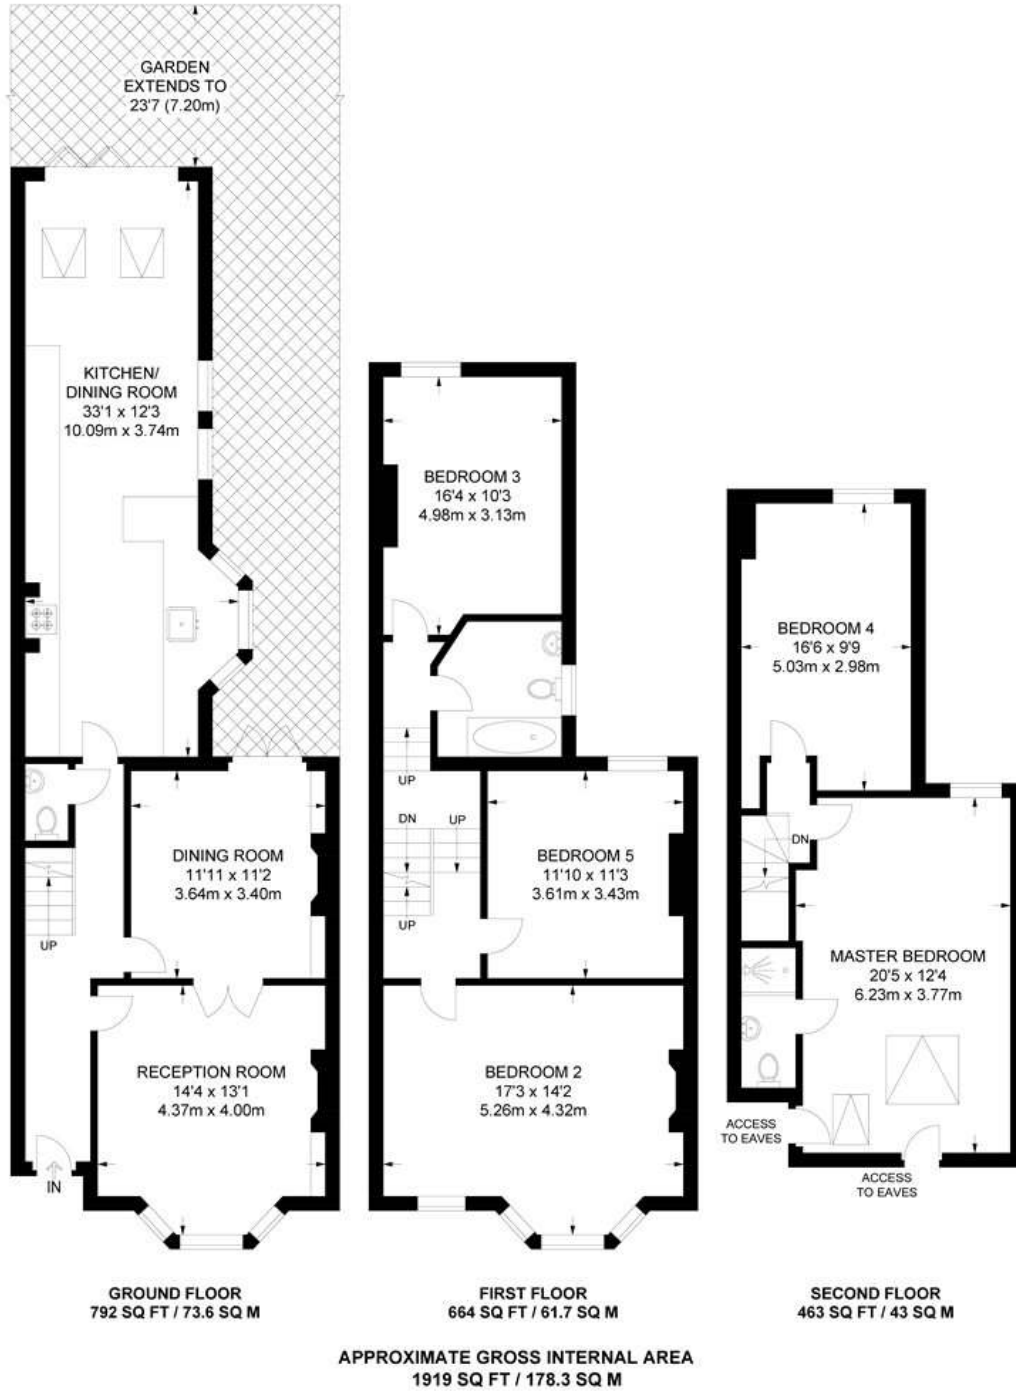 GARDEN
EXTENDS TO
23'7 (7.20m)
KITCHEN/
DINING ROOM
33'1 x 12'3
10.09m x 3.74m
DINING ROOM
11'11 x 11'2
3.64m x 3.40m
UP
RECEPTION ROOM
14'4 x 13'1
4.37m x 4.00m
IN
GROUND FLOOR
792 SQ FT / 73.6 SQ M
BEDROOM 3
16'4 x 10'3
4.98m x 3.13m
UP
DN
UP
UP
BEDROOM 5
11'10 x 11'3
3.61m x 3.43m
BEDROOM 2
17'3 x 14'2
5.26m x 4.32m
FIRST FLOOR
664 SQ FT / 61.7 SQ M
BEDROOM 4
16'6 x 9'9
5.03m x 2.98m
DN
MASTER BEDROOM
20'5 x 12'4
6.23m x 3.77m
ACCESS
TO EAVES
ACCESS
TO EAVES
SECOND FLOOR
463 SQ FT / 43 SQ M
APPROXIMATE GROSS INTERNAL AREA
1919 SQ FT / 178.3 SQ M